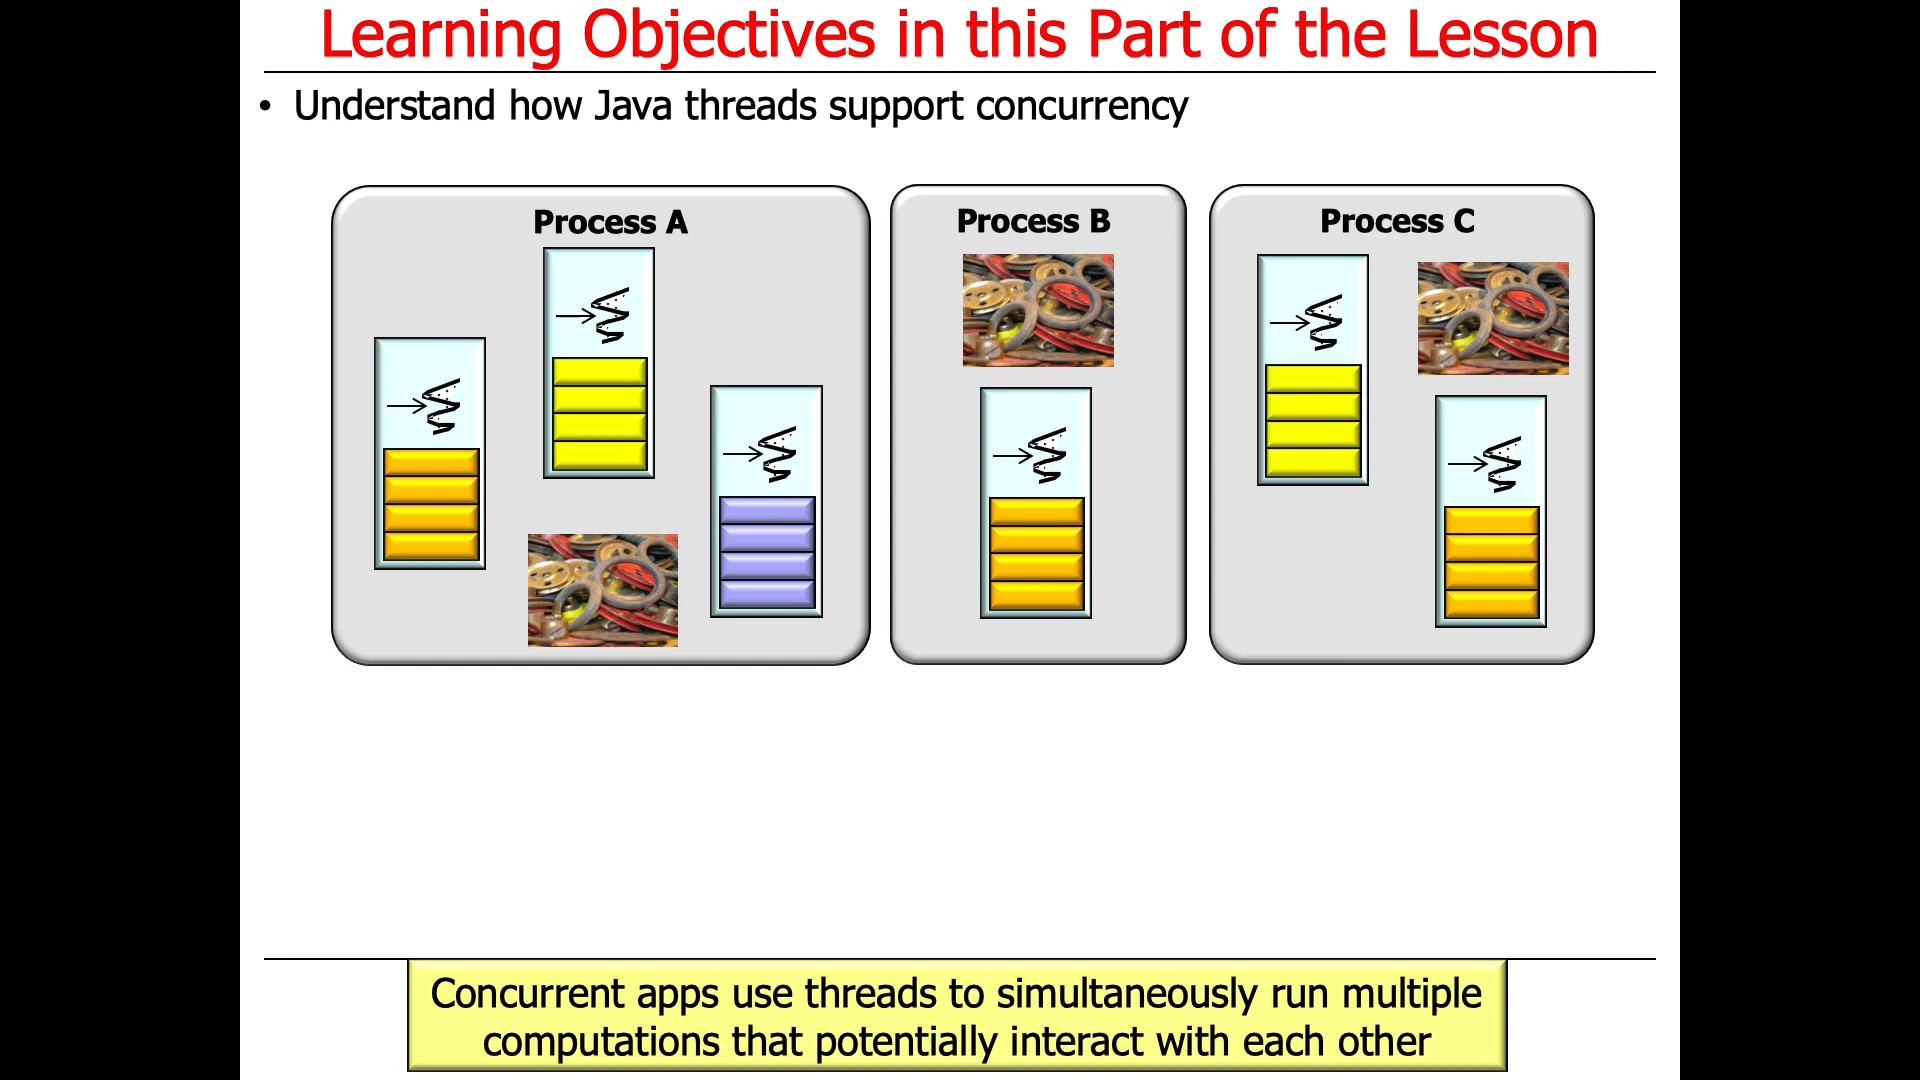 Learning Objectives in this Part of the Lesson
• Understand how Java threads support concurrency
Process A
Process B
Process C
Concurrent apps use threads to simultaneously run multiple
computations that potentially interact with each other